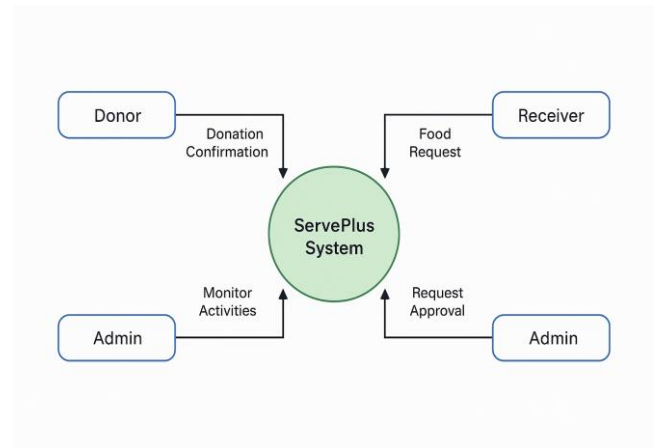 Donor
Receiver
Donation
Confirmation
Food
Request
ServePlus
System
Monitor
Activities
Request
Approval
Admin
Admin